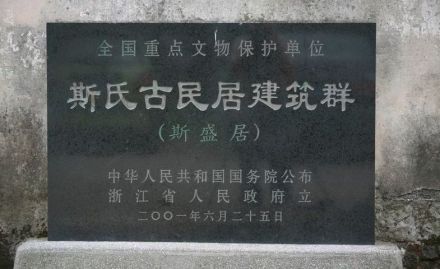 全国重点文物保护单位
斯氏古民居建筑群
(斯盛居)
中华人民共和国国务院公布
浙江省人民政府立
二〇〇一年六月二十五日